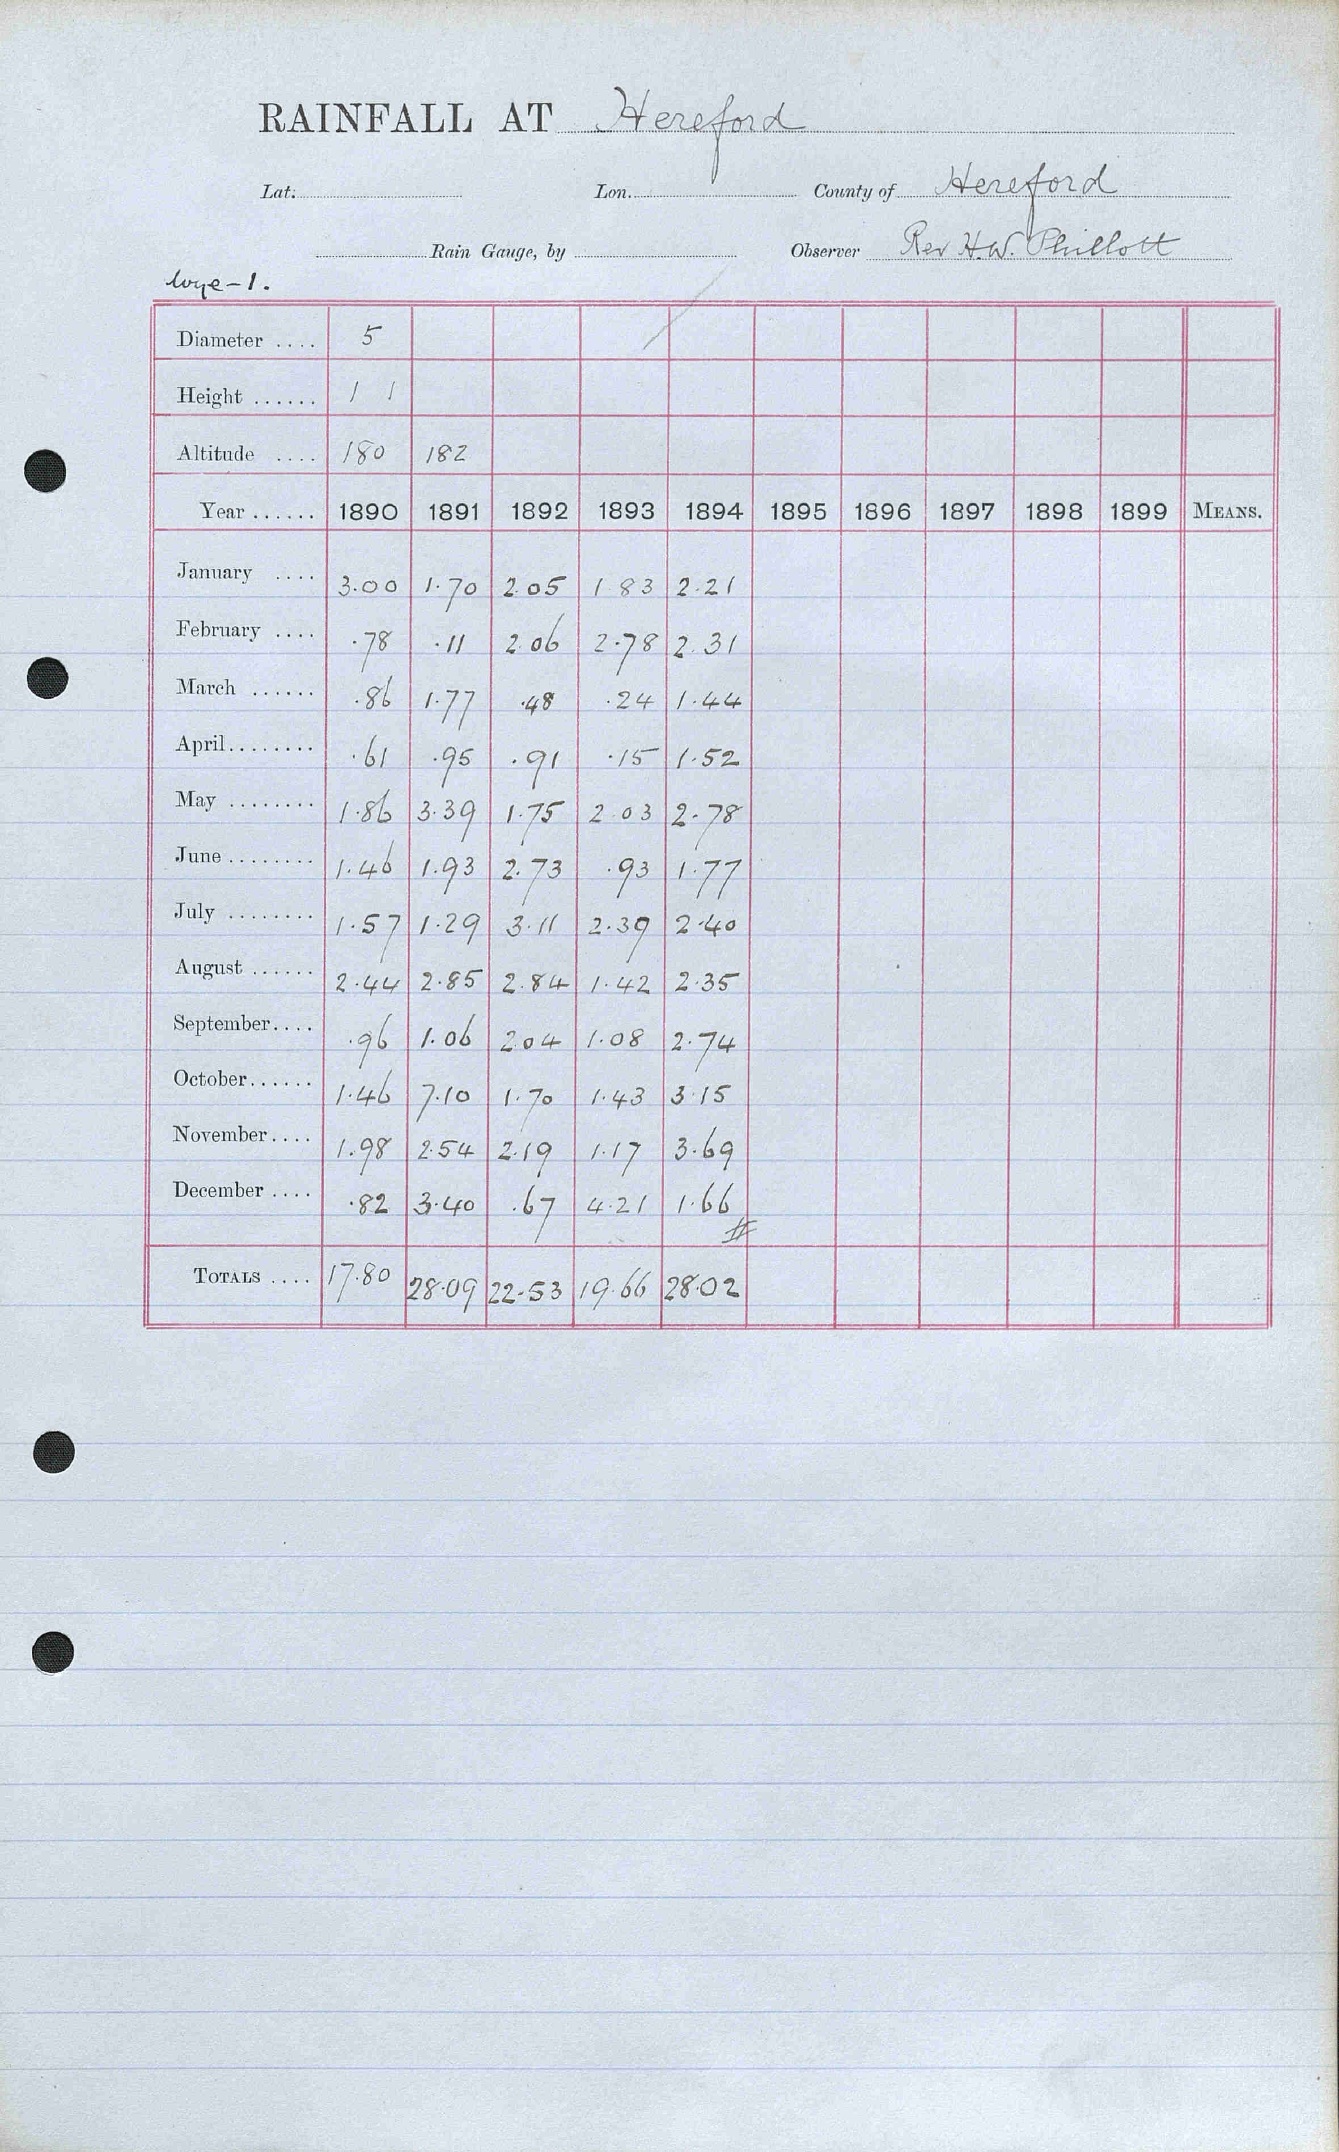 RAINFALL AT Hereford
Lat. Lon. County of Hereford
Rain Gauge, by Observer Rev H.W. Phillott
Wye-1.
Diameter .... 5
Height ...... 1 1
Altitude .... 180 182
Year ...... 1890 1891 1892 1893 1894 1895 1896 1897 1898 1899 MEANS.
January .... 3.00 1.70 2.05 1 83 2.21
February .... .78 .11 2.06 2.78 2.31
March ...... .86 1.77 .48 .24 1.44
April........ .61 .95 .91 .15 1.52
May ........ 1.86 3.39 1.75 2 03 2.78
June ........ 1.46 1.93 2.73 .93 1.77
July ........ 1.57 1.29 3.11 2.39 2.40
August ...... 2.44 2.85 2.84 1.42 2.35
September.... .96 1.06 2.04 1.08 2.74
October...... 1.46 7.10 1.70 1.43 3.15
November.... 1.98 2.54 2.19 1.17 3.69
December .... .82 3.40 .67 4.21 1.66
#
TOTALS .... 17.80 28.09 22.53 19.66 28.02